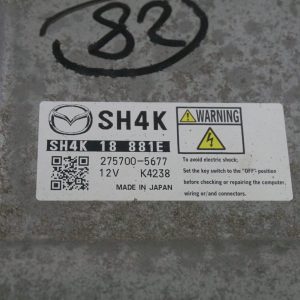 82
SH4K
WARNING
SH4K 18 881E
275700-5677
12V K4238
MADE IN JAPAN
To avoid electric shock;
Set the key switch to the "OFF"-position
before checking or repairing the computer,
wiring or/and connectors.